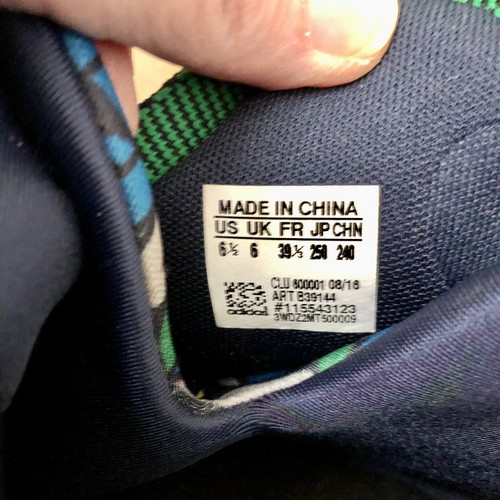 MADE IN CHINA
US UK FR JP CHN
6½ 6 39⅓ 250 240
CLU 600001 08/16
ART B39144
#115543123
3WDZ2MT500009
adidas